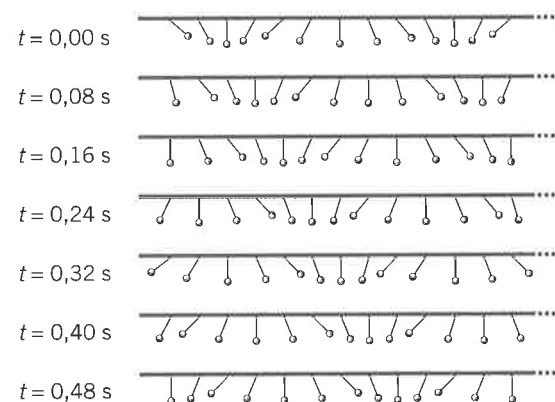 t = 0,00 s
t = 0,08 s
t = 0,16 s
t = 0,24 s
t = 0,32 s
t = 0,40 s
t = 0,48 s